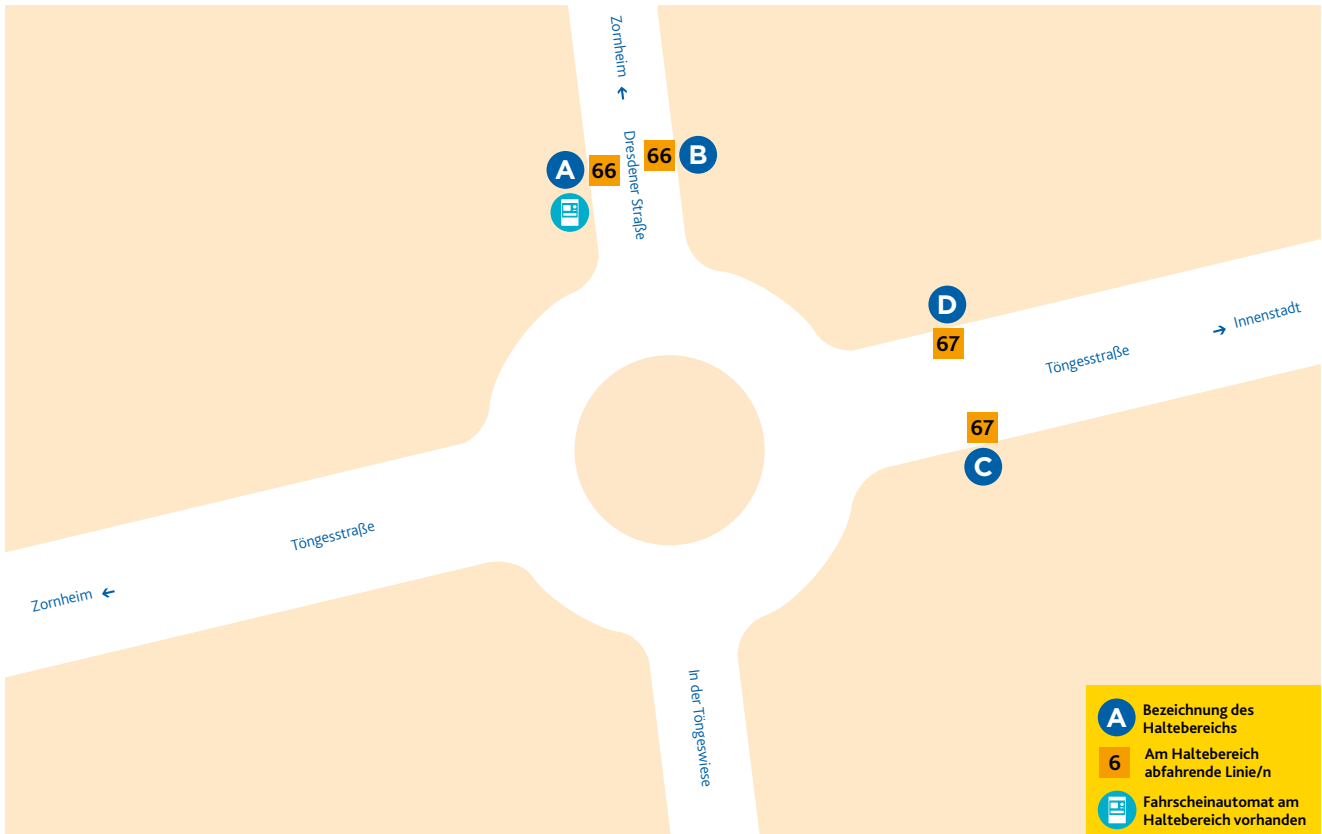 Zornheim
Dresdener Straße
A
66
66
B
D
67
Innenstadt
Töngesstraße
67
C
Töngesstraße
Zornheim
In der Töngeswiese
A
Bezeichnung des
Haltebereichs
6
Am Haltebereich
abfahrende Linie/n
Fahrscheinautomat am
Haltebereich vorhanden